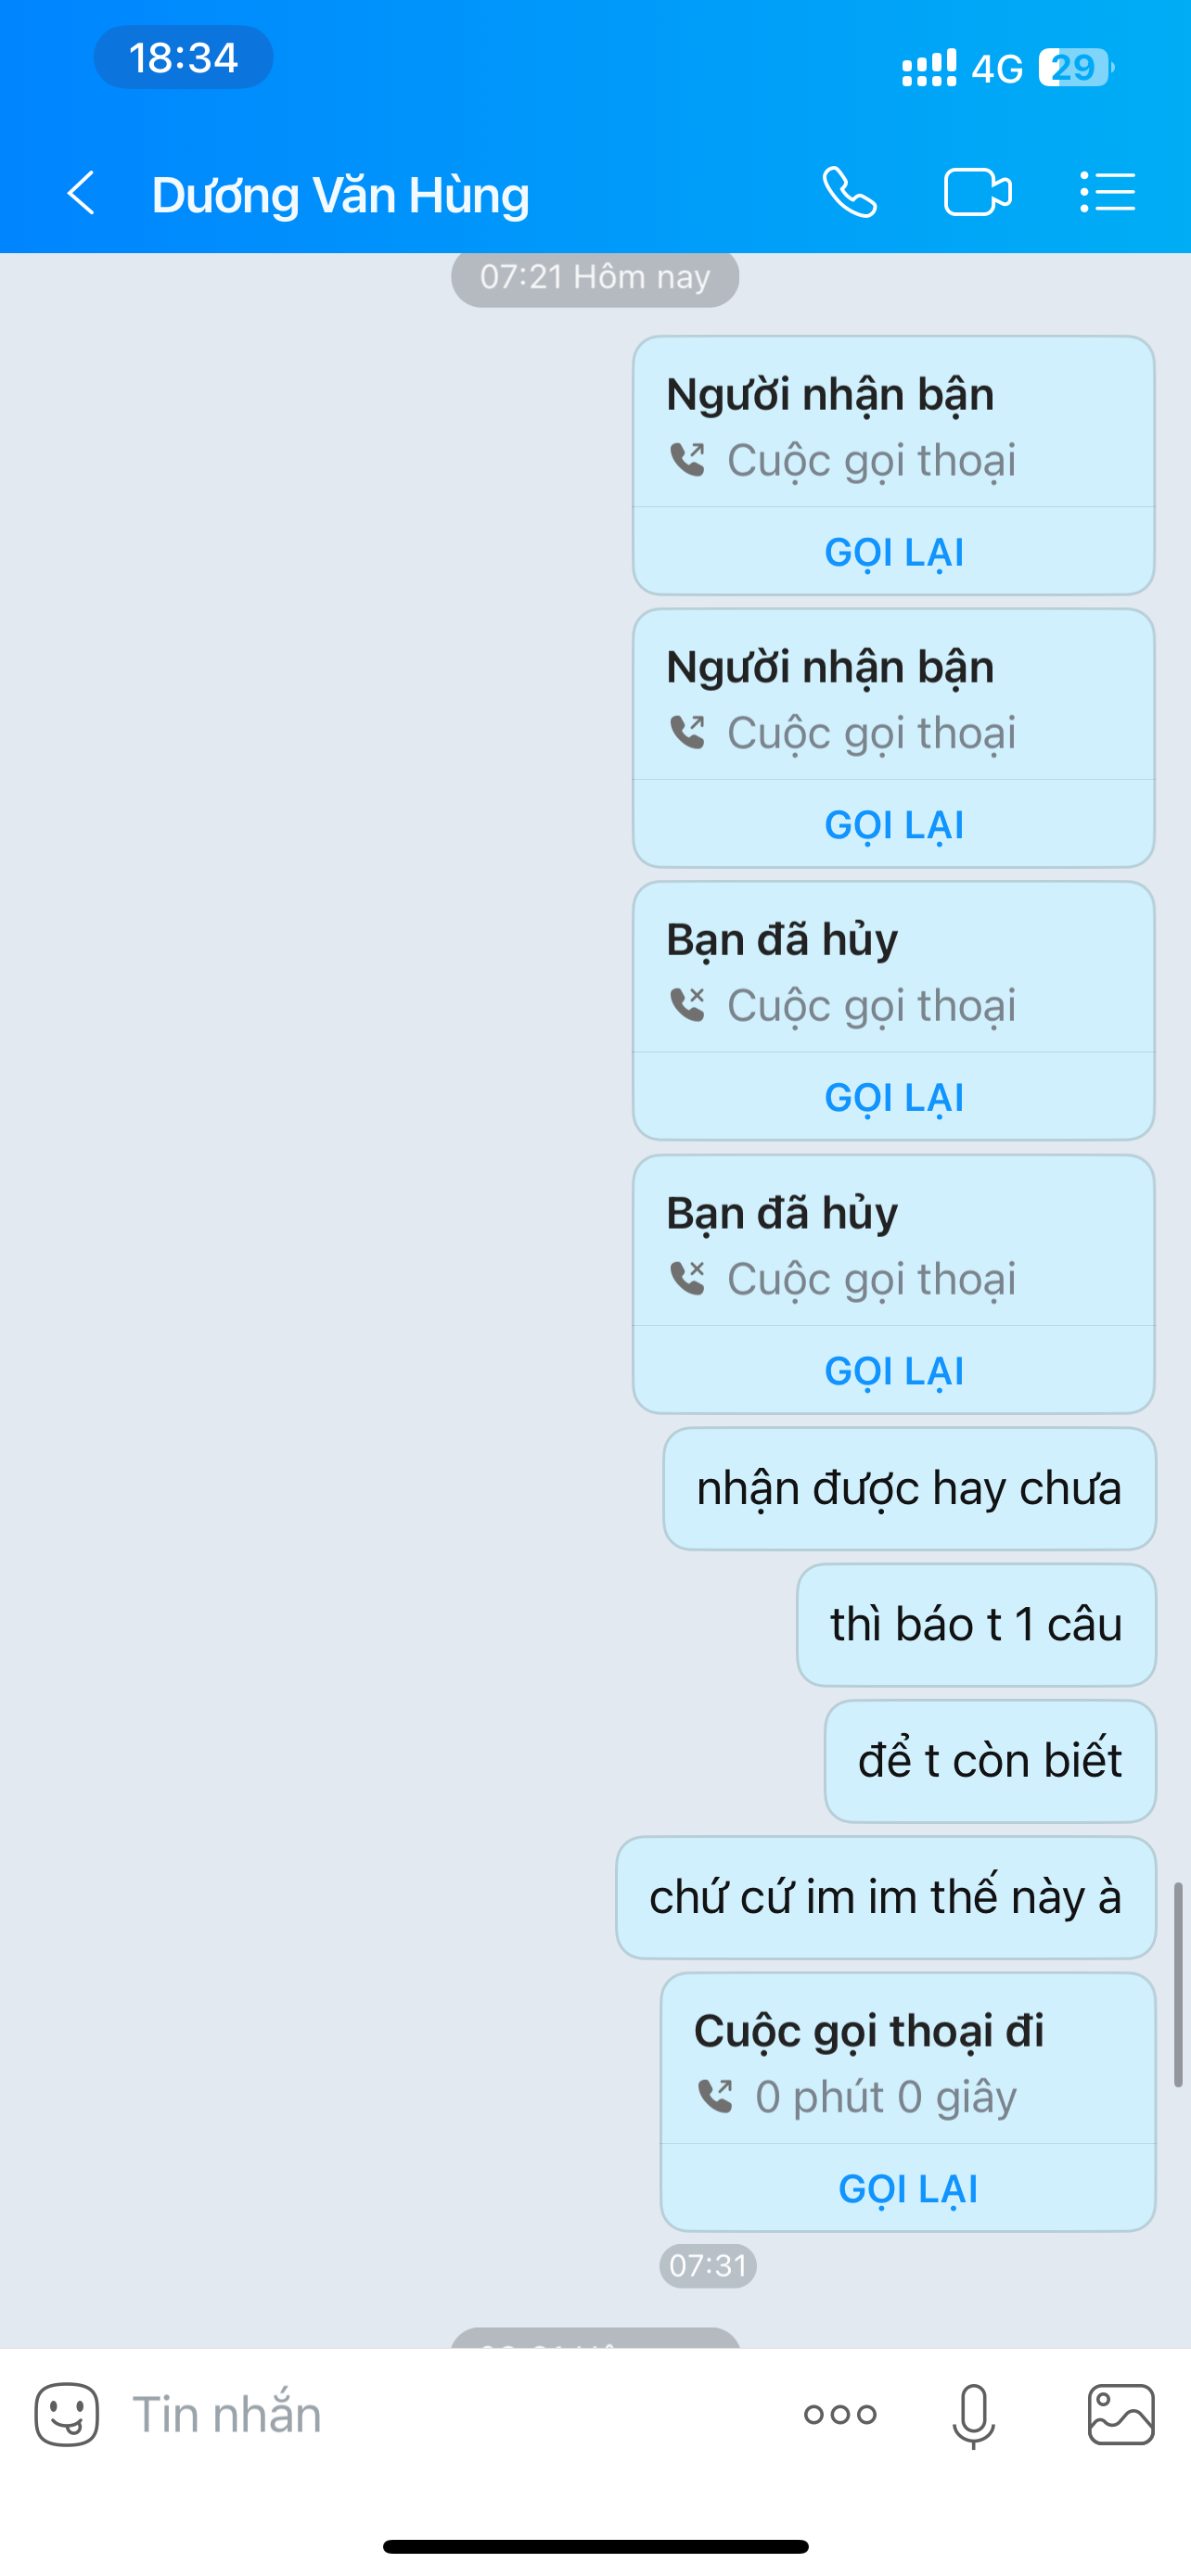 18:34
4G 29
Dương Văn Hùng
07:21 Hôm nay
Người nhận bận
Cuộc gọi thoại
GỌI LẠI
Người nhận bận
Cuộc gọi thoại
GỌI LẠI
Bạn đã hủy
Cuộc gọi thoại
GỌI LẠI
Bạn đã hủy
Cuộc gọi thoại
GỌI LẠI
nhận được hay chưa
thì báo t 1 câu
để t còn biết
chứ cứ im im thế này à
Cuộc gọi thoại đi
0 phút 0 giây
GỌI LẠI
07:31
Tin nhắn